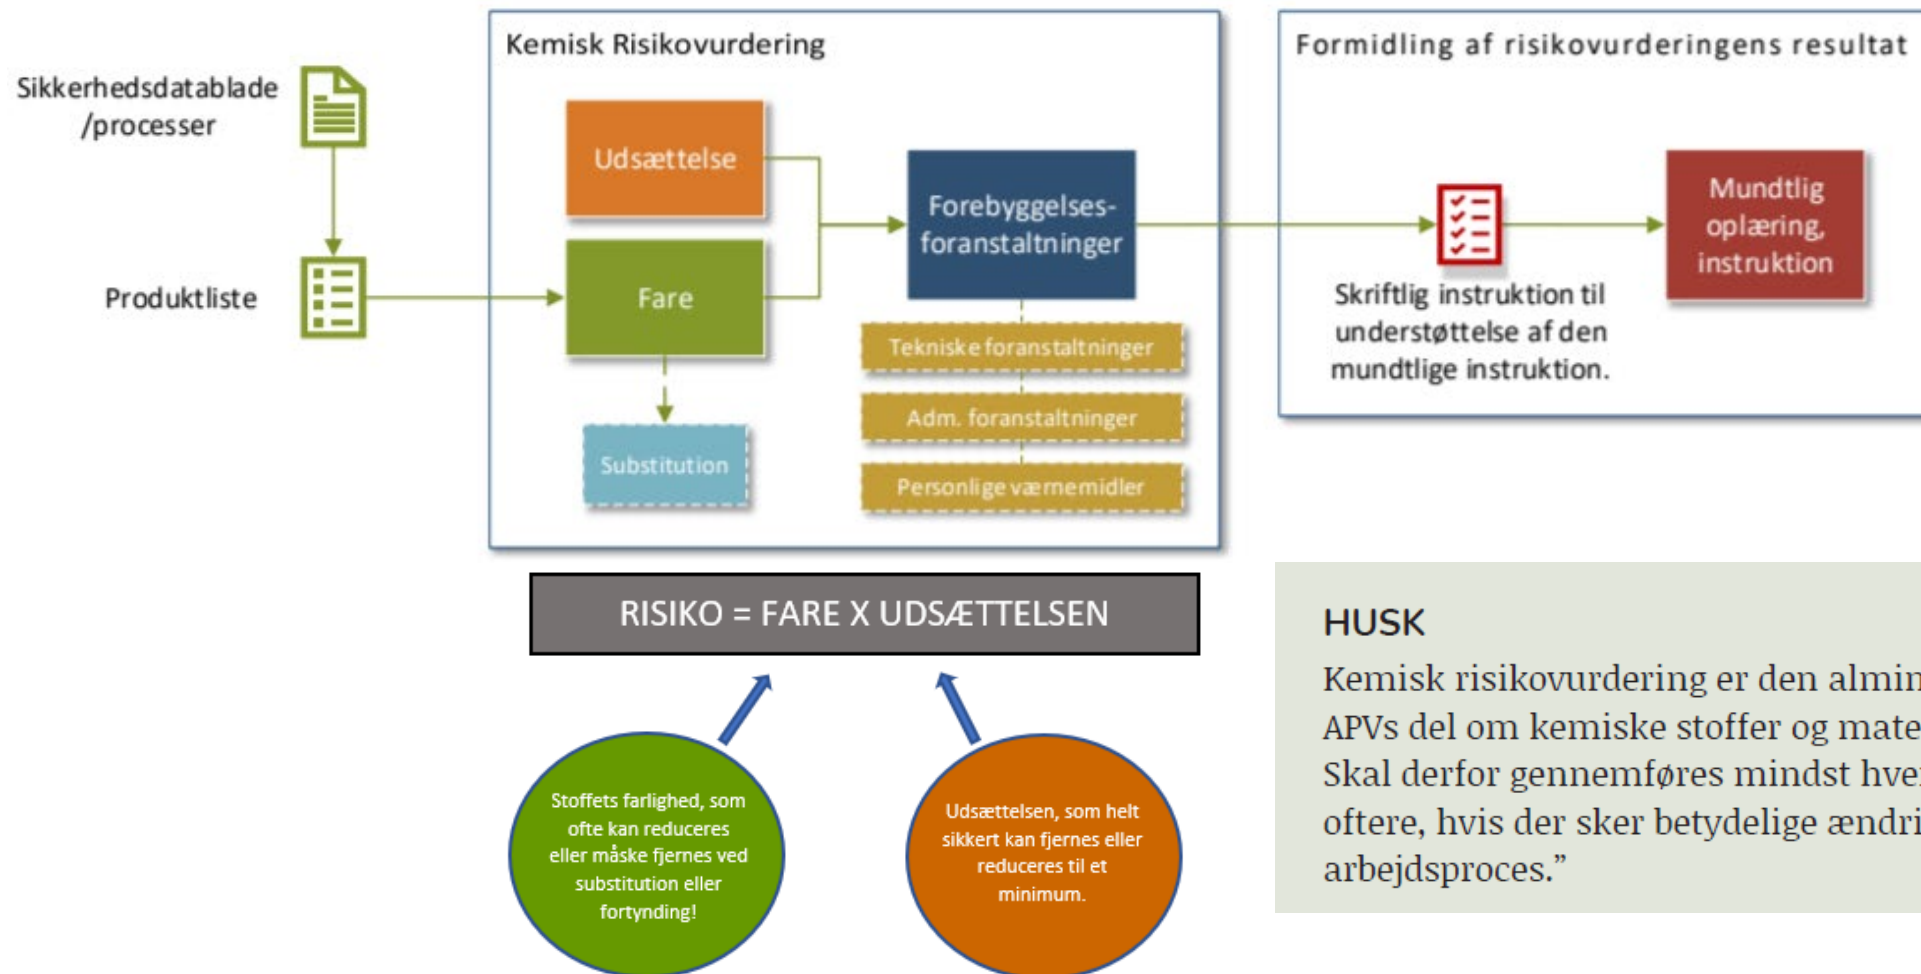 Kemisk Risikovurdering
Formidling af risikovurderingens resultat
Sikkerhedsdatablade
/processer
Produktliste
Udsættelse
Fare
Substitution
Forebyggelses-
foranstaltninger
Tekniske foranstaltninger
Adm. foranstaltninger
Personlige værnemidler
Skriftlig instruktion til
understøttelse af den
mundtlige instruktion.
Mundtlig
oplæring,
instruktion
RISIKO = FARE X UDSÆTTELSEN
Stoffets farlighed, som
ofte kan reduceres
eller måske fjernes ved
substitution eller
fortynding!
Udsættelsen, som helt
sikkert kan fjernes eller
reduceres til et
minimum.
HUSK
Kemisk risikovurdering er den
APVs del om kemiske stoffer og
Skal derfor gennemføres mindst
oftere, hvis der sker betydelige
arbejdsproces.”